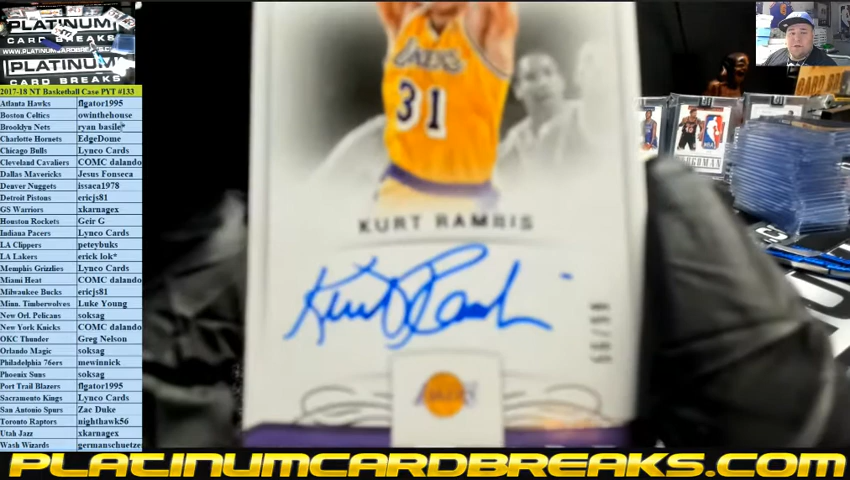 PLATINUM
CARD BREAKS
WWW.PLATINUMCARDBREAKS.COM
PLATINUM
CARD BREAKS
2017-18 NT Basketball Case PYT #133
Atlanta Hawks flgator1995
Boston Celtics owinthehouse
Brooklyn Nets ryan basile*
Charlotte Hornets EdgeDome
Chicago Bulls Lynco Cards
Cleveland Cavaliers COMC dalando
Dallas Mavericks Jesus Fonseca
Denver Nuggets issaca1978
Detroit Pistons ericjs81
GS Warriors xkarnagex
Houston Rockets Geir G
Indiana Pacers Lynco Cards
LA Clippers peteybuks
LA Lakers erick lok*
Memphis Grizzlies Lynco Cards
Miami Heat COMC dalando
Milwaukee Bucks ericjs81
Minn. Timberwolves Luke Young
New Orl. Pelicans soksag
New York Knicks COMC dalando
OKC Thunder Greg Nelson
Orlando Magic soksag
Philadelphia 76ers mewinnick
Phoenix Suns soksag
Port Trail Blazers flgator1995
Sacramento Kings Lynco Cards
San Antonio Spurs Zac Duke
Toronto Raptors nighthawk56
Utah Jazz xkarnagex
Wash Wizards germanschuetze
LAKERS
31
KURT RAMBIS
Kurt Rambis
LAKERS
PLATINUMCARDBREAKS.COM